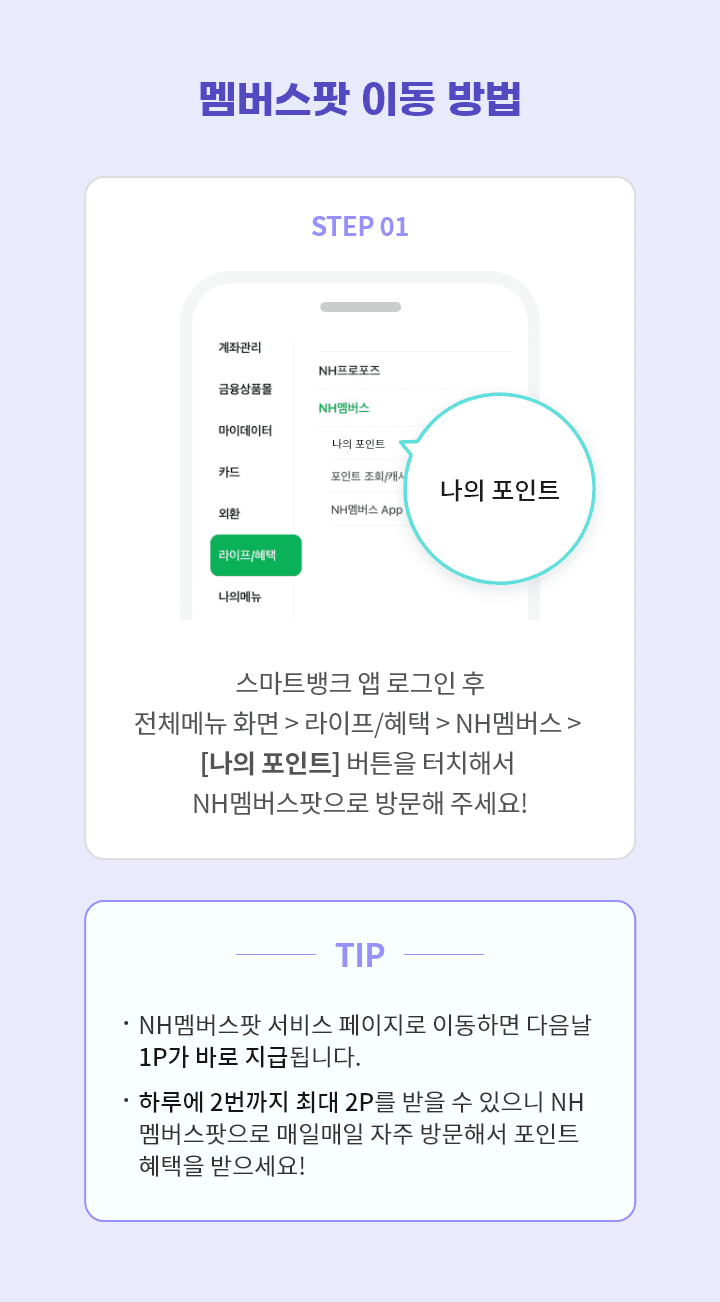 멤버스팟 이동 방법
STEP 01
계좌관리
금융상품몰
마이데이터
카드
외환
라이프/혜택
나의메뉴
NH프로포즈
NH멤버스
나의 포인트
포인트 조회/캐시
NH멤버스 App
나의 포인트
스마트뱅크 앱 로그인 후
전체메뉴 화면 > 라이프/혜택 > NH멤버스 >
[나의 포인트] 버튼을 터치해서
NH멤버스팟으로 방문해 주세요!
TIP
· NH멤버스팟 서비스 페이지로 이동하면 다음날
1P가 바로 지급됩니다.
· 하루에 2번까지 최대 2P를 받을 수 있으니 NH
멤버스팟으로 매일매일 자주 방문해서 포인트
혜택을 받으세요!